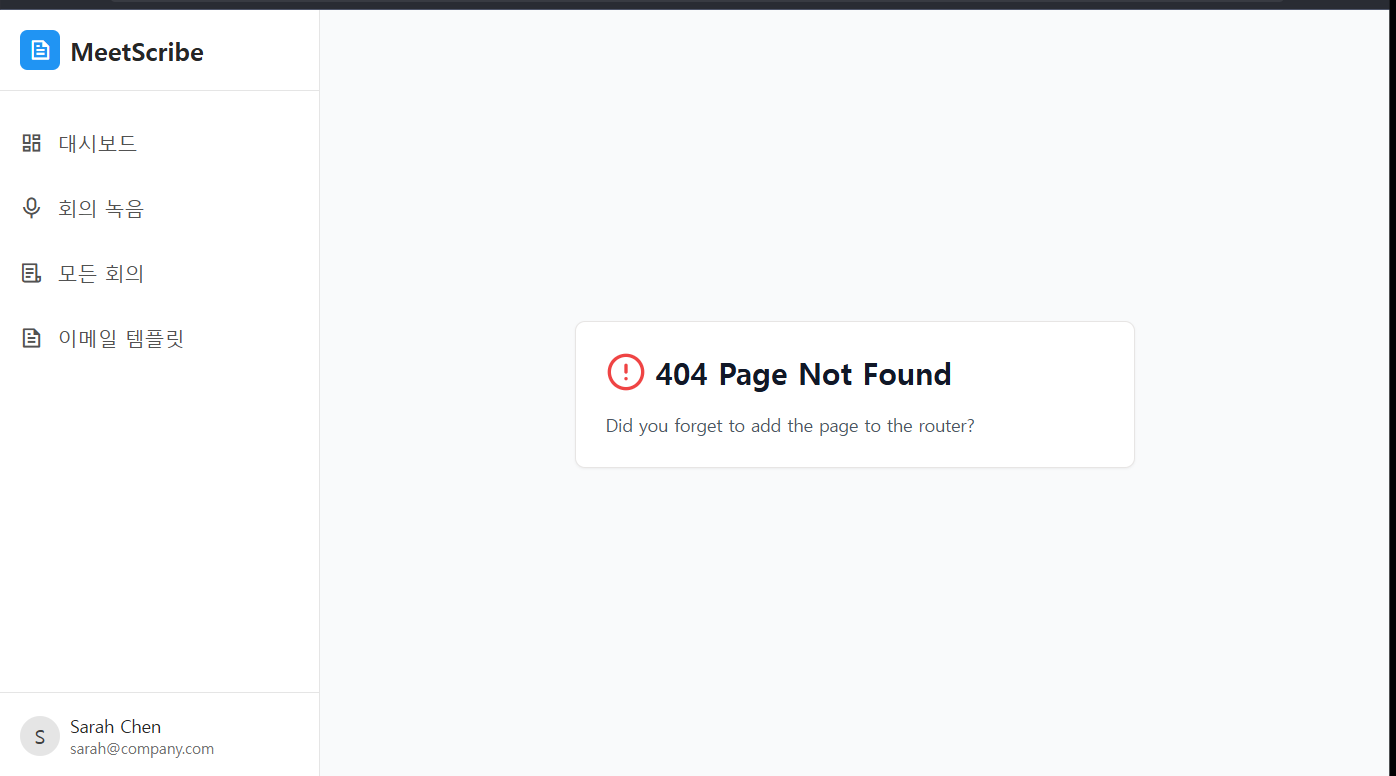 MeetScribe
대시보드
회의 녹음
모든 회의
이메일 템플릿
404 Page Not Found
Did you forget to add the page to the router?
S
Sarah Chen
sarah@company.com